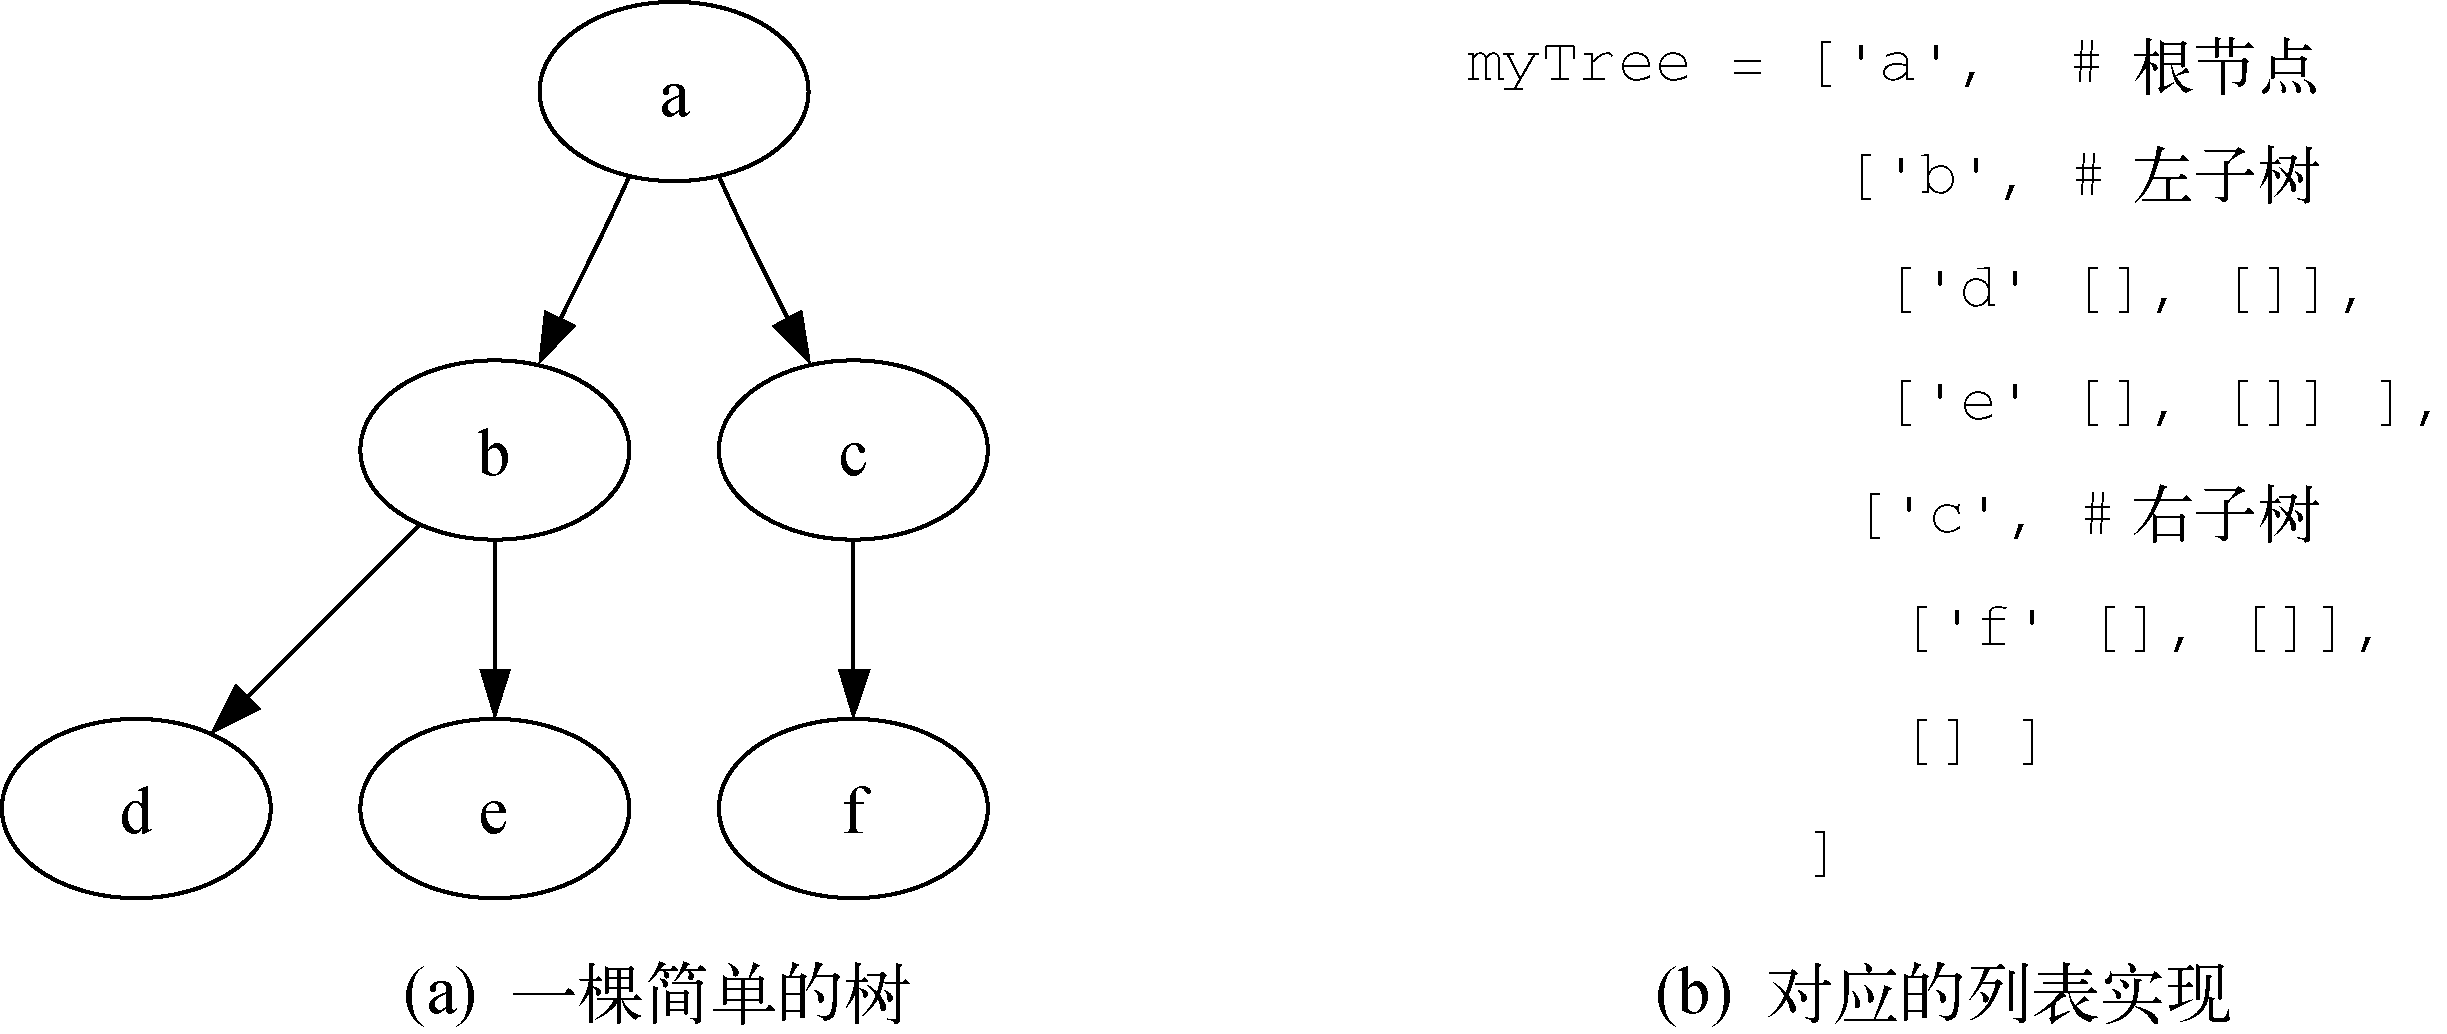 a
b
c
d
e
f
(a) 一棵简单的树
myTree = ['a', # 根节点
['b', # 左子树
['d' [], []],
['e' [], []] ],
['c', # 右子树
['f' [], []],
[] ]
]
(b) 对应的列表实现